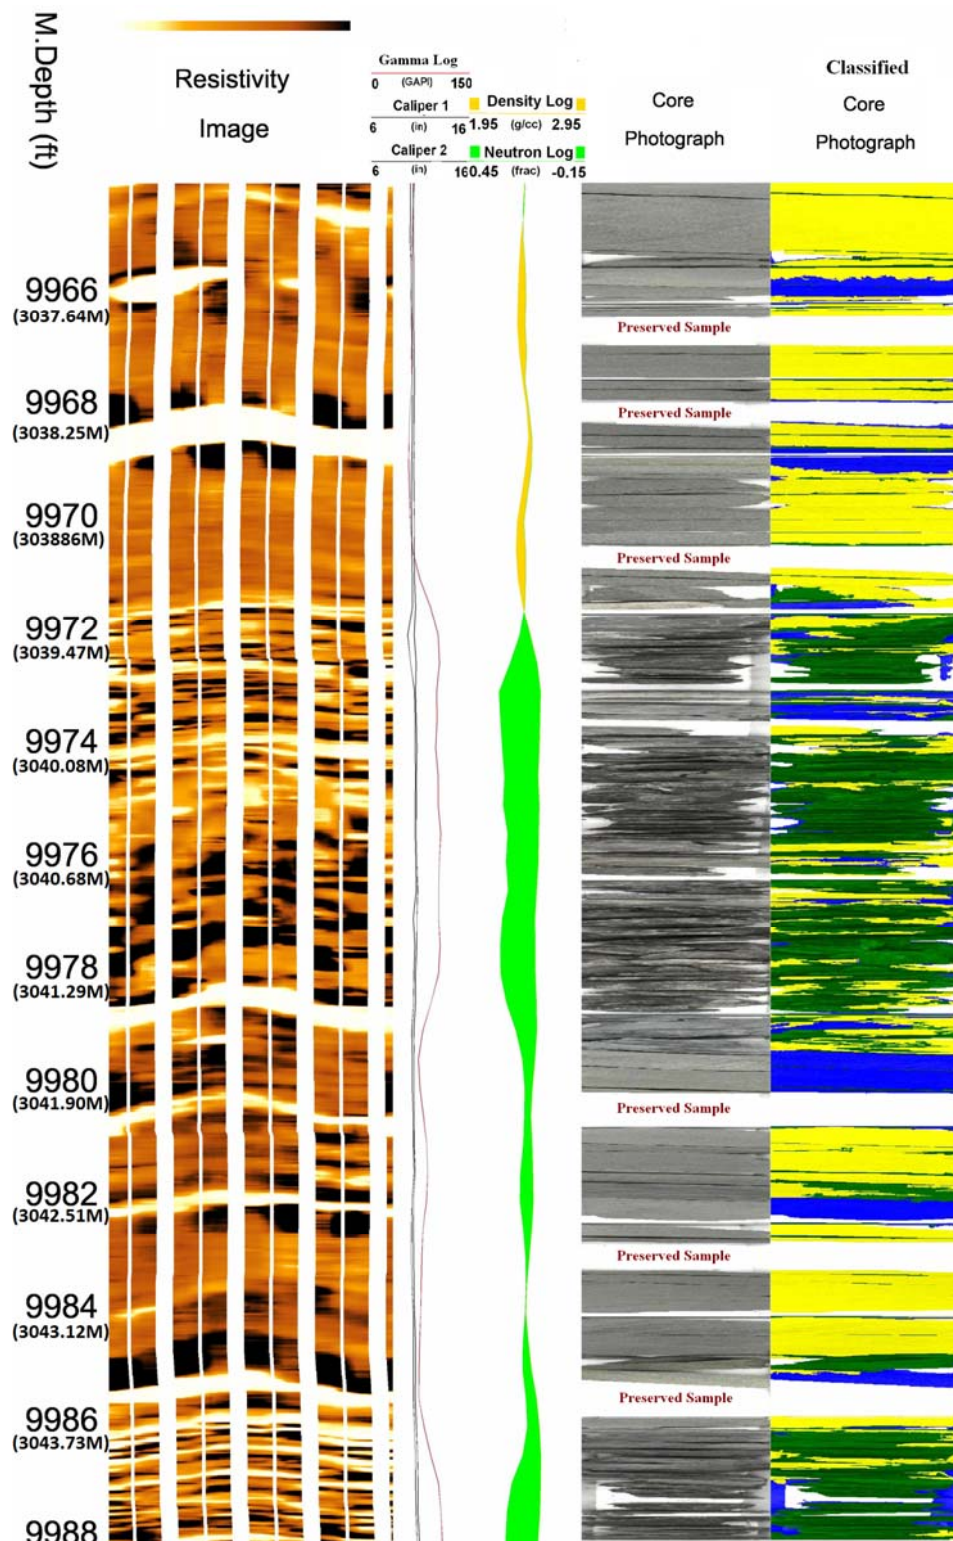 M.Depth (ft)
Resistivity
Image
Gamma Log
0 (GAPI) 150
Caliper 1
6 (in) 16
Caliper 2
6 (in) 16
Density Log
1.95 (g/cc) 2.95
Neutron Log
0.45 (frac) -0.15
Core
Photograph
Classified
Core
Photograph
9966
(3037.64M)
Preserved Sample
9968
(3038.25M)
Preserved Sample
9970
(303886M)
Preserved Sample
9972
(3039.47M)
9974
(3040.08M)
9976
(3040.68M)
9978
(3041.29M)
9980
(3041.90M)
Preserved Sample
9982
(3042.51M)
Preserved Sample
9984
(3043.12M)
Preserved Sample
9986
(3043.73M)
9988